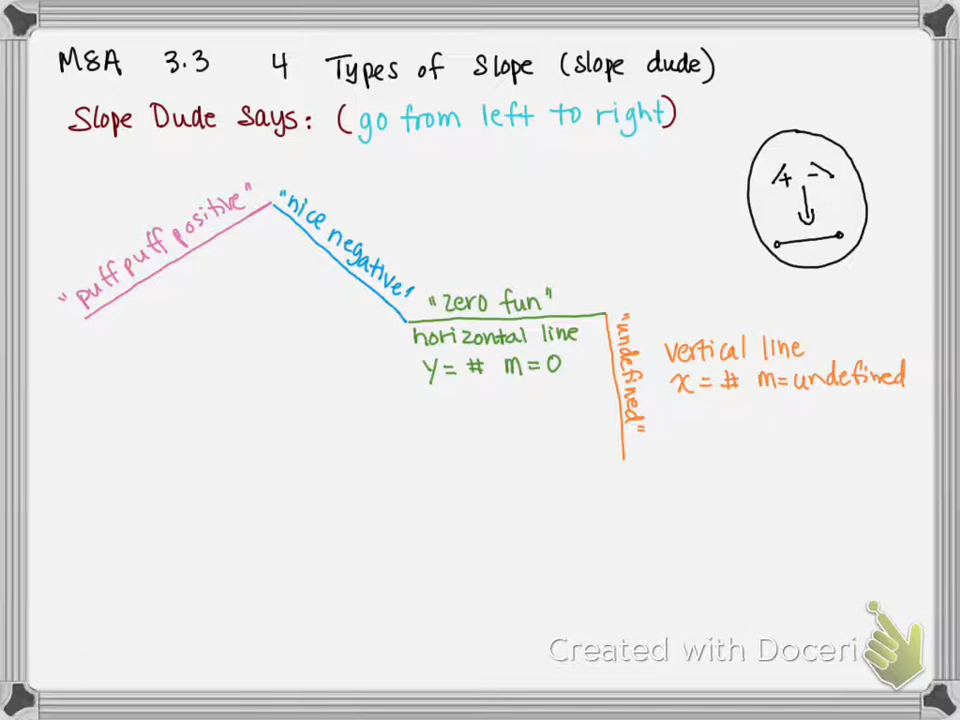 M&A 3.3 4 Types of Slope (slope dude)
Slope Dude Says: (go from left to right)
"puff puff positive"
"nice negative"
"zero fun"
horizontal line
y = # m = 0
"undefined"
vertical line
x = # m = undefined
+ -
Created with Doceri